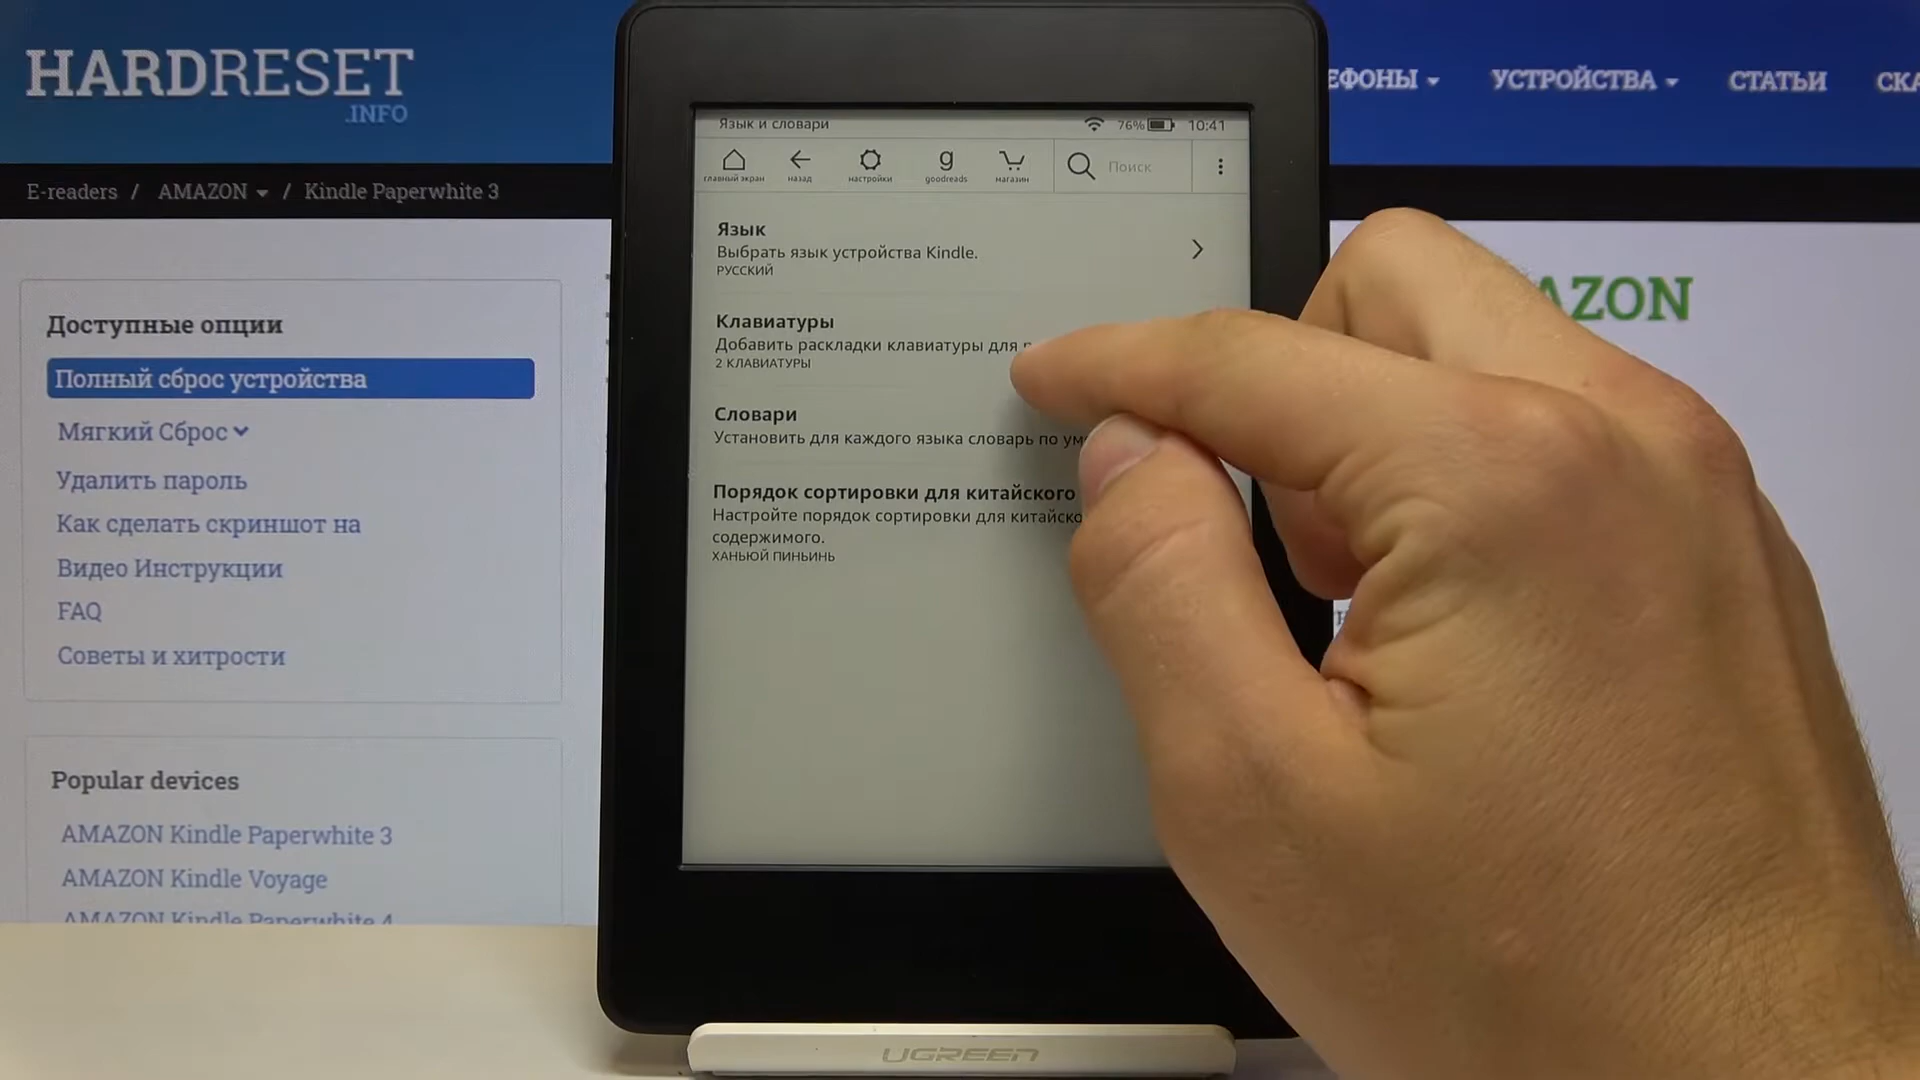 HARDRESET
.INFO
УСТРОЙСТВА
СТАТЬИ
E-readers / AMAZON / Kindle Paperwhite 3
Доступные опции
Полный сброс устройства
Мягкий Сброс
Удалить пароль
Как сделать скриншот на
Видео Инструкции
FAQ
Советы и хитрости
Popular devices
AMAZON Kindle Paperwhite 3
AMAZON Kindle Voyage
AMAZON Kindle Paperwhite 4
Язык и словари
76%
10:41
главный экран
назад
настройки
g
goodreads
магазин
Поиск
Язык
Выбрать язык устройства Kindle.
РУССКИЙ
Клавиатуры
Добавить раскладки клавиатуры для
2 КЛАВИАТУРЫ
Словари
Установить для каждого языка словарь по
Порядок сортировки для китайского
Настройте порядок сортировки для
содержимого.
ХАНЬЮЙ ПИНЬИНЬ
UGREEN